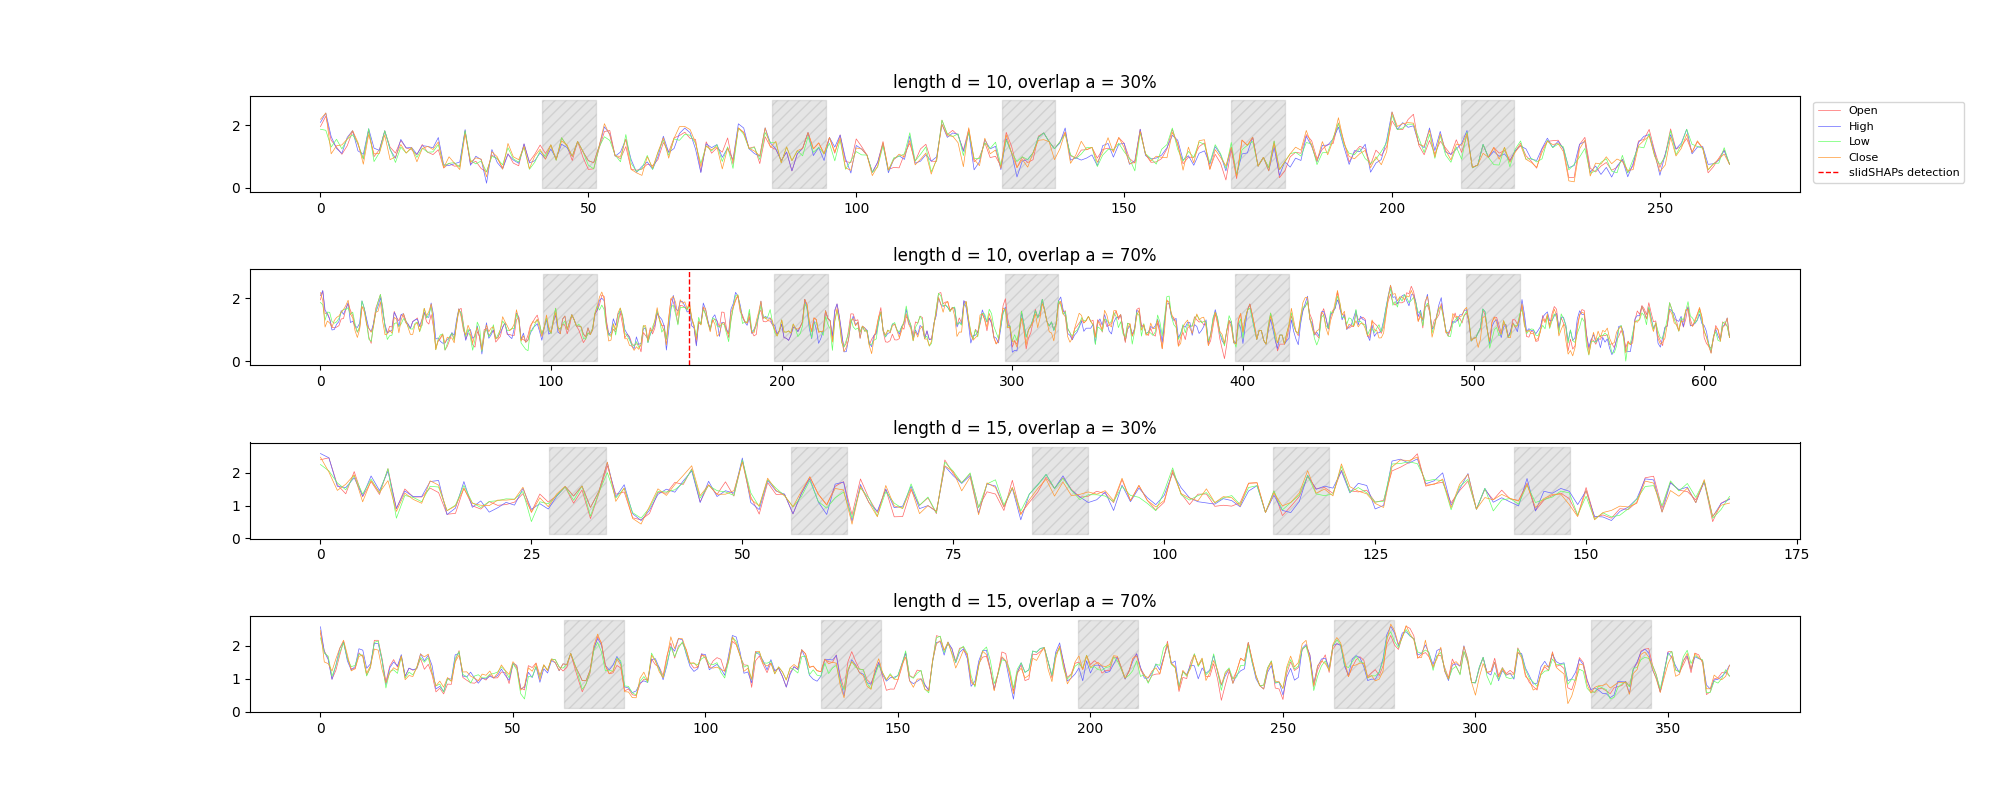 length d = 10, overlap a = 30%
2
0
0 50 100 150 200 250
Open
High
Low
Close
slidSHAPs detection
length d = 10, overlap a = 70%
2
0
0 100 200 300 400 500 600
length d = 15, overlap a = 30%
2
1
0
0 25 50 75 100 125 150 175
length d = 15, overlap a = 70%
2
1
0
0 50 100 150 200 250 300 350